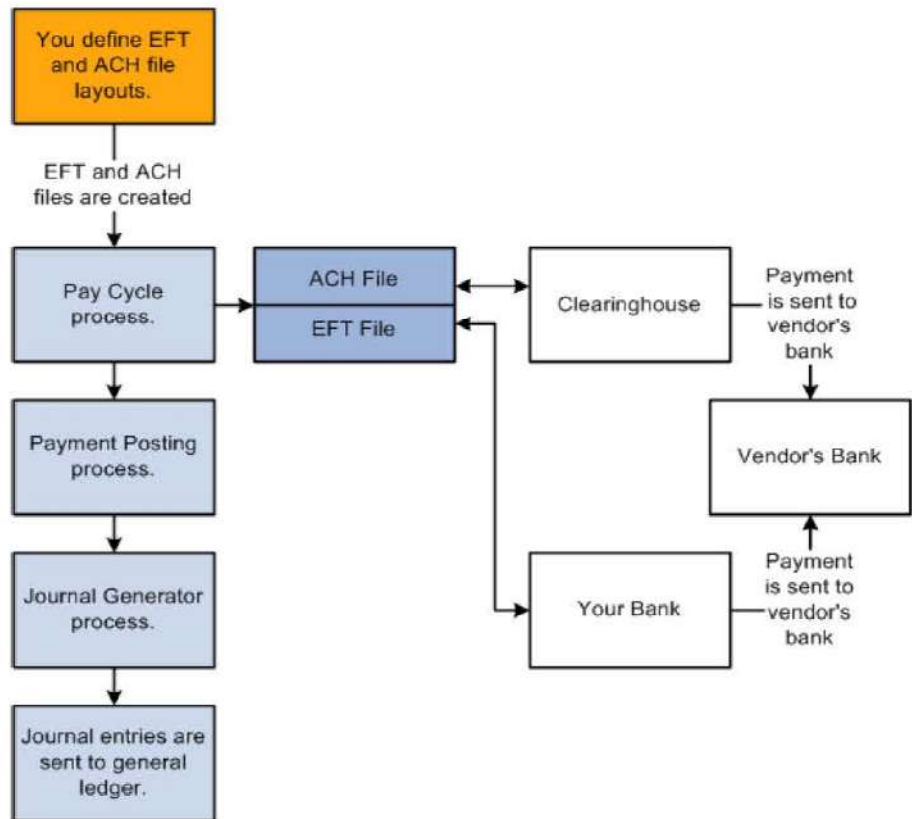 You define EFT
and ACH file
layouts.
EFT and ACH
files are created
Pay Cycle
process.
ACH File
EFT File
Clearinghouse
Payment
is sent to
vendor's
bank
Payment Posting
process.
Vendor's Bank
Journal Generator
process.
Your Bank
Payment
is sent to
vendor's
bank
Journal entries are
sent to general
ledger.